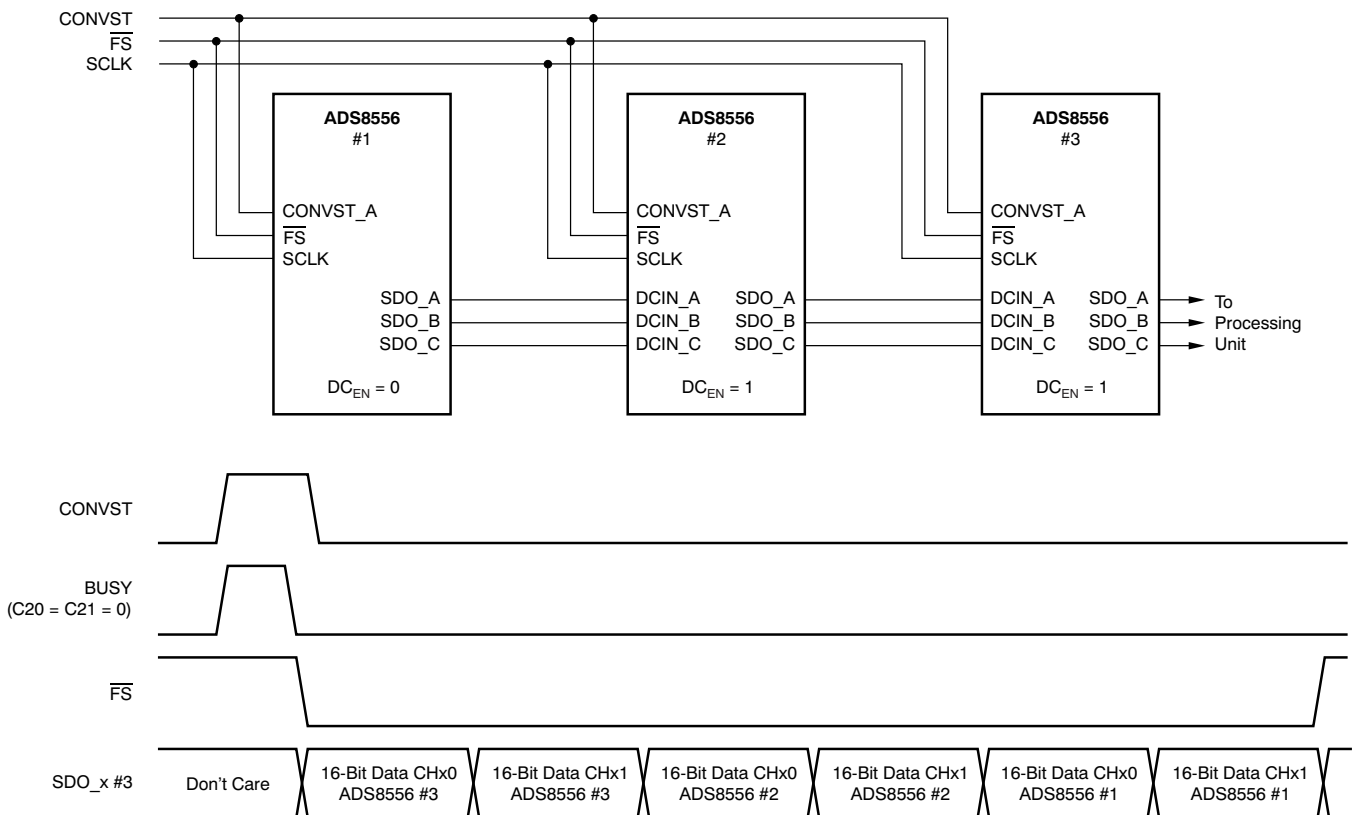 CONVST
FS
SCLK
ADS8556
#1
CONVST_A
FS
SCLK
SDO_A
SDO_B
SDO_C
DCEN = 0
ADS8556
#2
CONVST_A
FS
SCLK
DCIN_A SDO_A
DCIN_B SDO_B
DCIN_C SDO_C
DCEN = 1
ADS8556
#3
CONVST_A
FS
SCLK
DCIN_A SDO_A
DCIN_B SDO_B
DCIN_C SDO_C
DCEN = 1
To
Processing
Unit
CONVST
BUSY
(C20 = C21 = 0)
FS
SDO_x #3
Don't Care
16-Bit Data CHx0
ADS8556 #3
16-Bit Data CHx1
ADS8556 #3
16-Bit Data CHx0
ADS8556 #2
16-Bit Data CHx1
ADS8556 #2
16-Bit Data CHx0
ADS8556 #1
16-Bit Data CHx1
ADS8556 #1